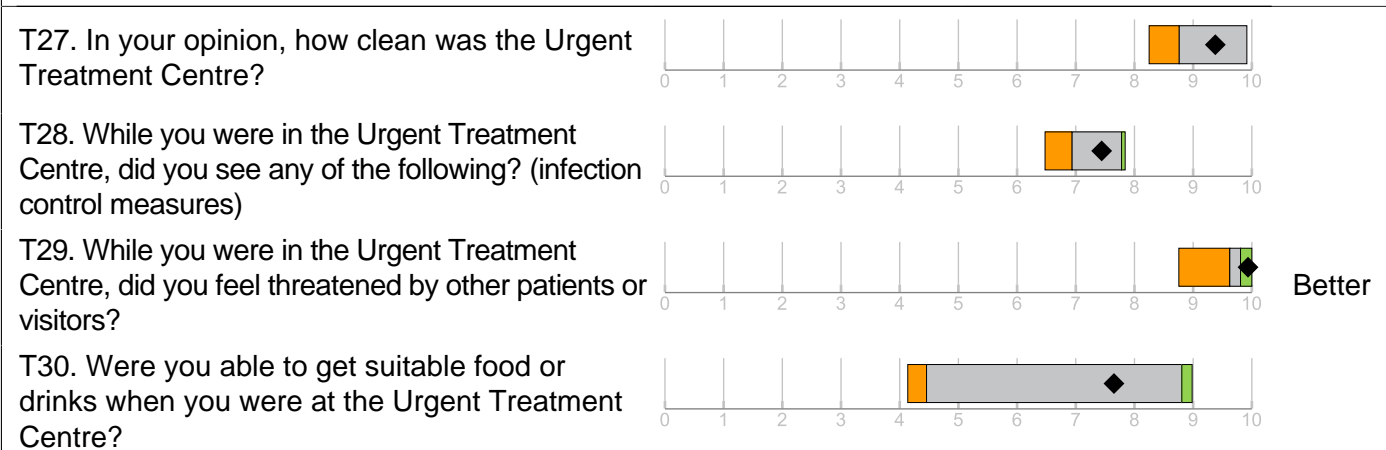 T27. In your opinion, how clean was the Urgent
Treatment Centre?
0 1 2 3 4 5 6 7 8 9 10
T28. While you were in the Urgent Treatment
Centre, did you see any of the following? (infection
control measures)
0 1 2 3 4 5 6 7 8 9 10
T29. While you were in the Urgent Treatment
Centre, did you feel threatened by other patients or
visitors?
0 1 2 3 4 5 6 7 8 9 10
Better
T30. Were you able to get suitable food or
drinks when you were at the Urgent Treatment
Centre?
0 1 2 3 4 5 6 7 8 9 10